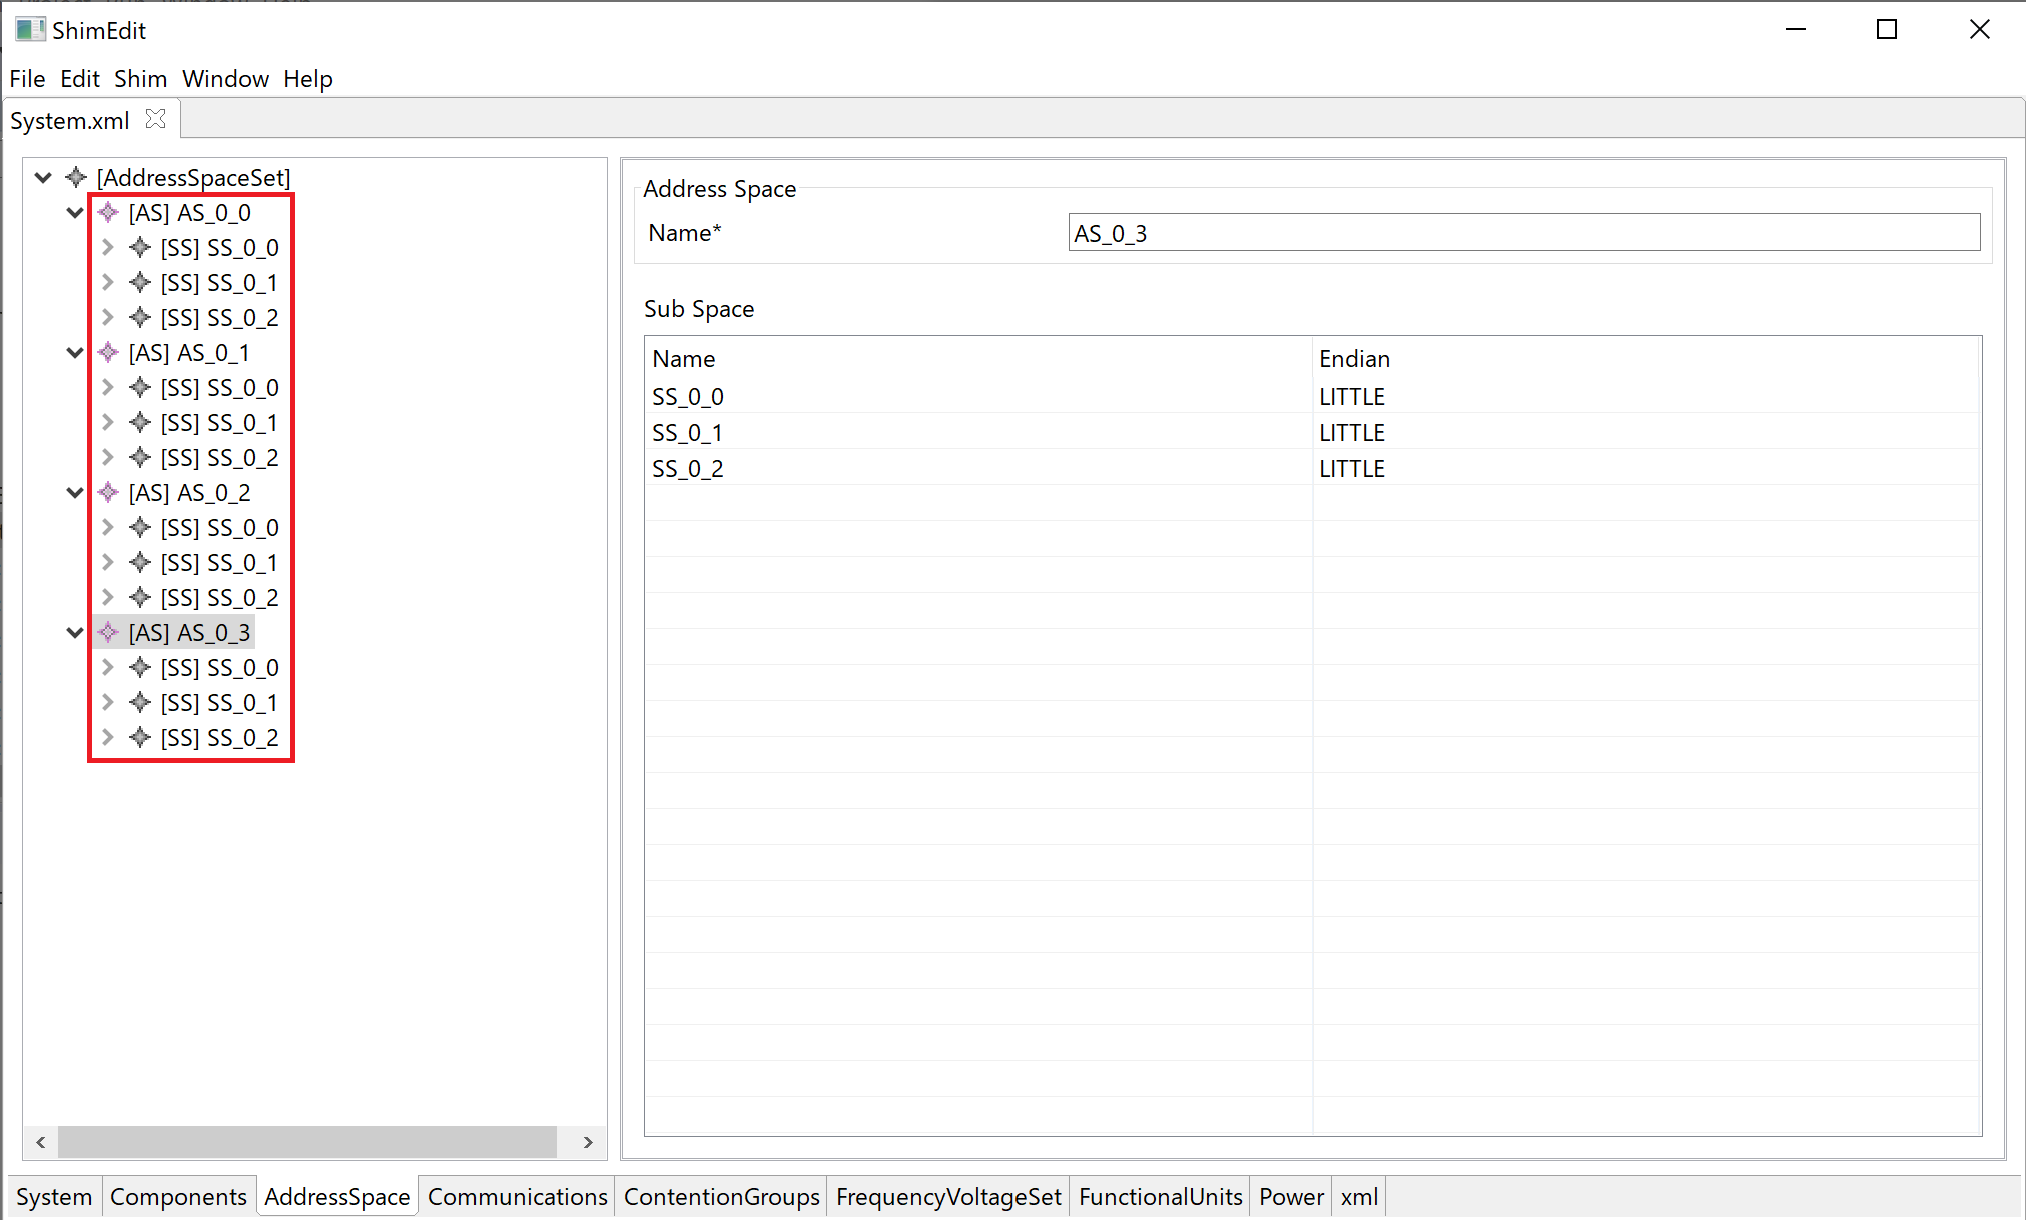 ShimEdit
File Edit Shim Window Help
System.xml
[AddressSpaceSet]
[AS] AS_0_0
[SS] SS_0_0
[SS] SS_0_1
[SS] SS_0_2
[AS] AS_0_1
[SS] SS_0_0
[SS] SS_0_1
[SS] SS_0_2
[AS] AS_0_2
[SS] SS_0_0
[SS] SS_0_1
[SS] SS_0_2
[AS] AS_0_3
[SS] SS_0_0
[SS] SS_0_1
[SS] SS_0_2
Address Space
Name* AS_0_3
Sub Space
Name Endian
SS_0_0 LITTLE
SS_0_1 LITTLE
SS_0_2 LITTLE
System Components AddressSpace Communications ContentionGroups FrequencyVoltageSet FunctionalUnits Power xml